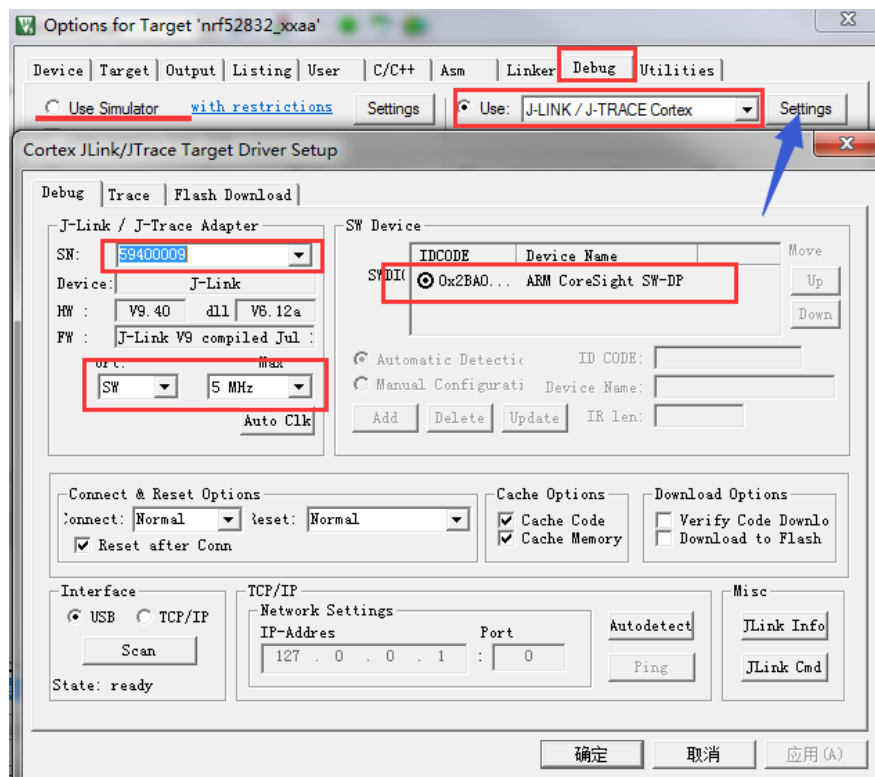 Options for Target 'nrf52832_xxaa'
Device Target Output Listing User C/C++ Asm Linker Debug Utilities
Use Simulator with restrictions Settings Use: J-LINK / J-TRACE Cortex Settings
Cortex JLink/JTrace Target Driver Setup
Debug Trace Flash Download
J-Link / J-Trace Adapter
SN: 59400009
Device: J-Link
HW : V9.40 dll V6.12a
FW : J-Link V9 compiled Jul
Max
SW 5 MHz
Auto Clk
SW Device
IDCODE Device Name
SWDI
0x2BA0... ARM CoreSight SW-DP
Move
Up
Down
Automatic Detectic ID CODE:
Manual Configurati Device Name:
Add Delete Update IR len:
Connect & Reset Options
onnect: Normal Reset: Normal
Reset after Conn
Cache Options
Cache Code
Cache Memory
Download Options
Verify Code Downlo
Download to Flash
Interface
USB TCP/IP
Scan
State: ready
TCP/IP
Network Settings
IP-Addres Port
127 . 0 . 0 . 1 : 0
Autodetect
Ping
Misc
JLink Info
JLink Cmd
确定 取消 应用(A)